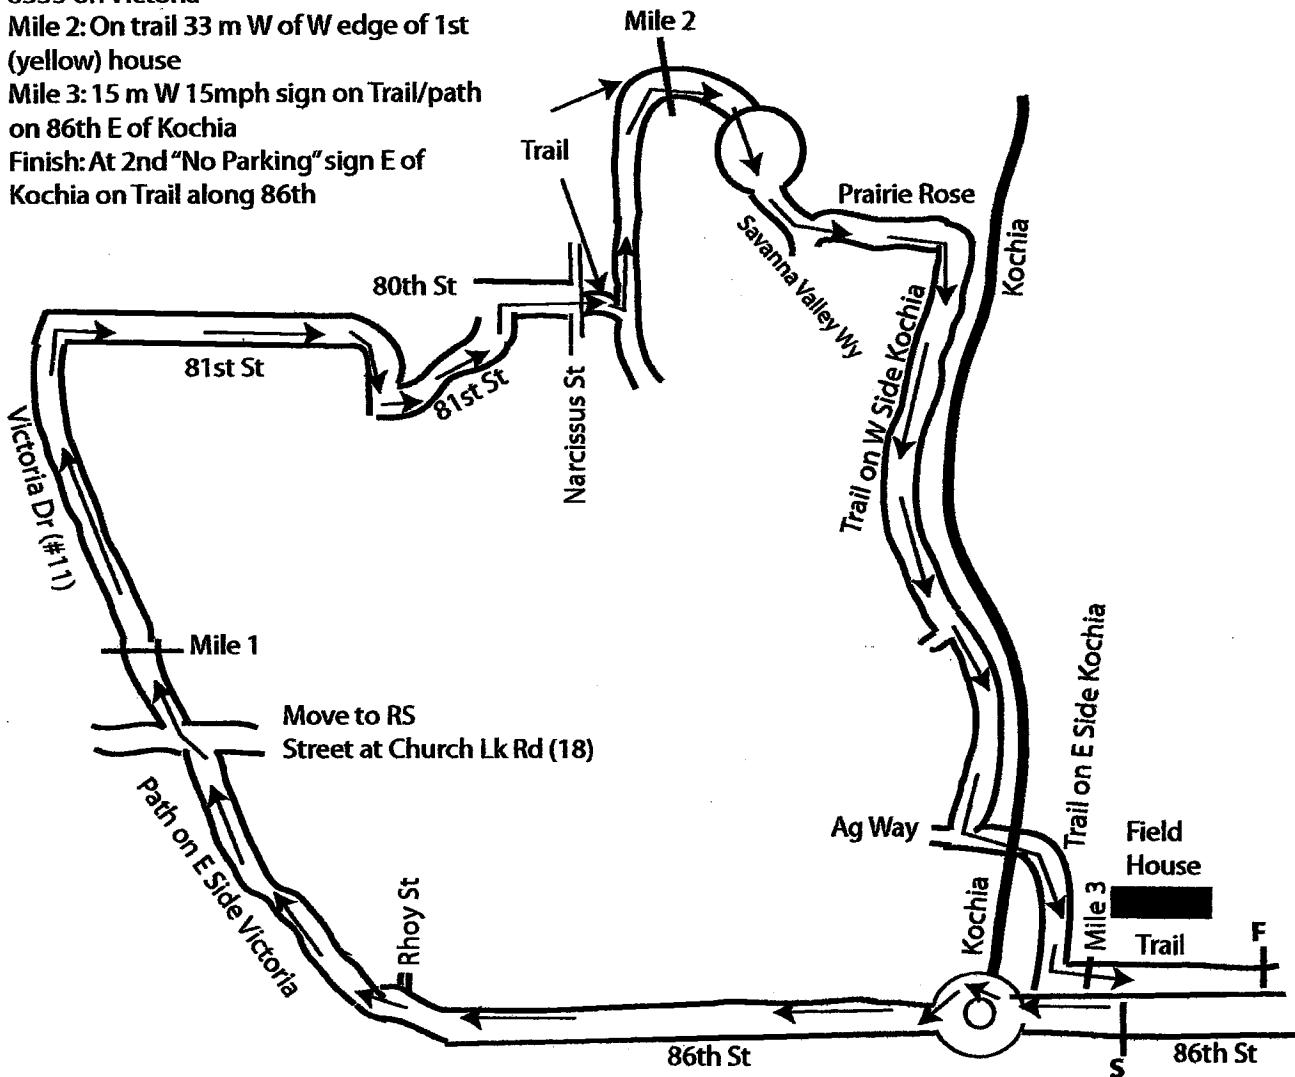 Mile 2: On trail 33 m W of W edge of 1st
(yellow) house
Mile 3: 15 m W 15mph sign on Trail/path
on 86th E of Kochia
Finish: At 2nd "No Parking" sign E of
Kochia on Trail along 86th
Mile 2
Trail
Prairie Rose
Kochia
Savanna Valley Wy
80th St
81st St
81st St
Narcissus St
Trail on W Side Kochia
Victoria Dr (#11)
Mile 1
Move to RS
Street at Church Lk Rd (18)
Path on E Side Victoria
Trail on E Side Kochia
Ag Way
Field
House
Rhoy St
Kochia
Mile 3
Trail
F
86th St
86th St
S